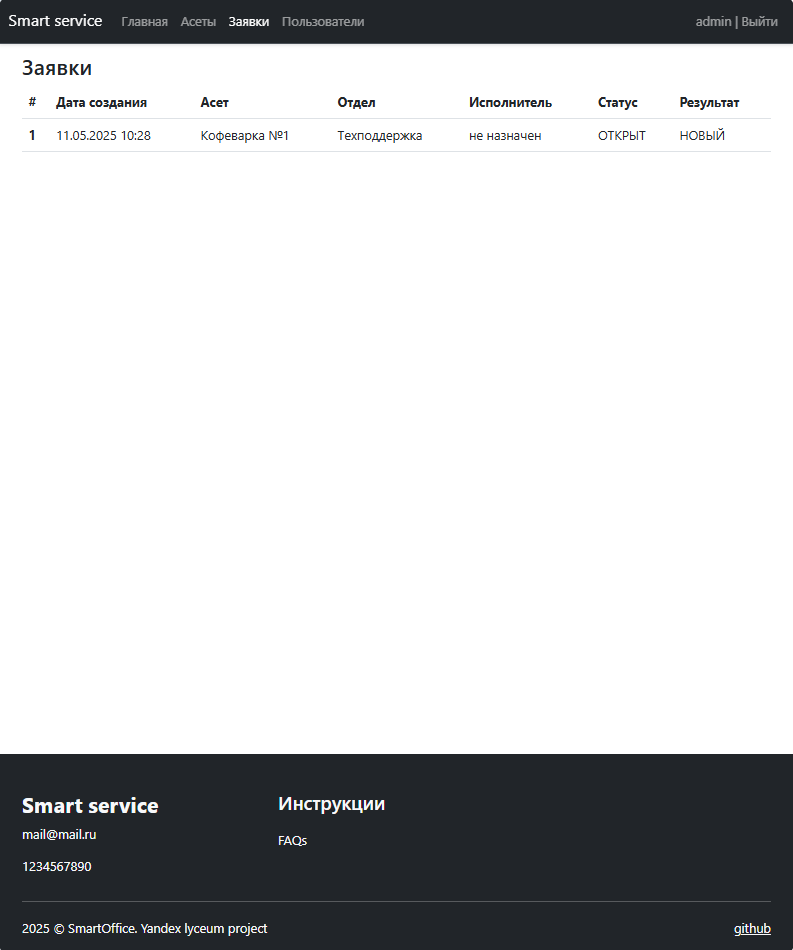 Smart service Главная Асеты Заявки Пользователи admin | Выйти
Заявки
# Дата создания Асет Отдел Исполнитель Статус Результат
1 11.05.2025 10:28 Кофеварка №1 Техподдержка не назначен ОТКРЫТ НОВЫЙ
Smart service
mail@mail.ru
1234567890
Инструкции
FAQs
2025 © SmartOffice. Yandex lyceum project github